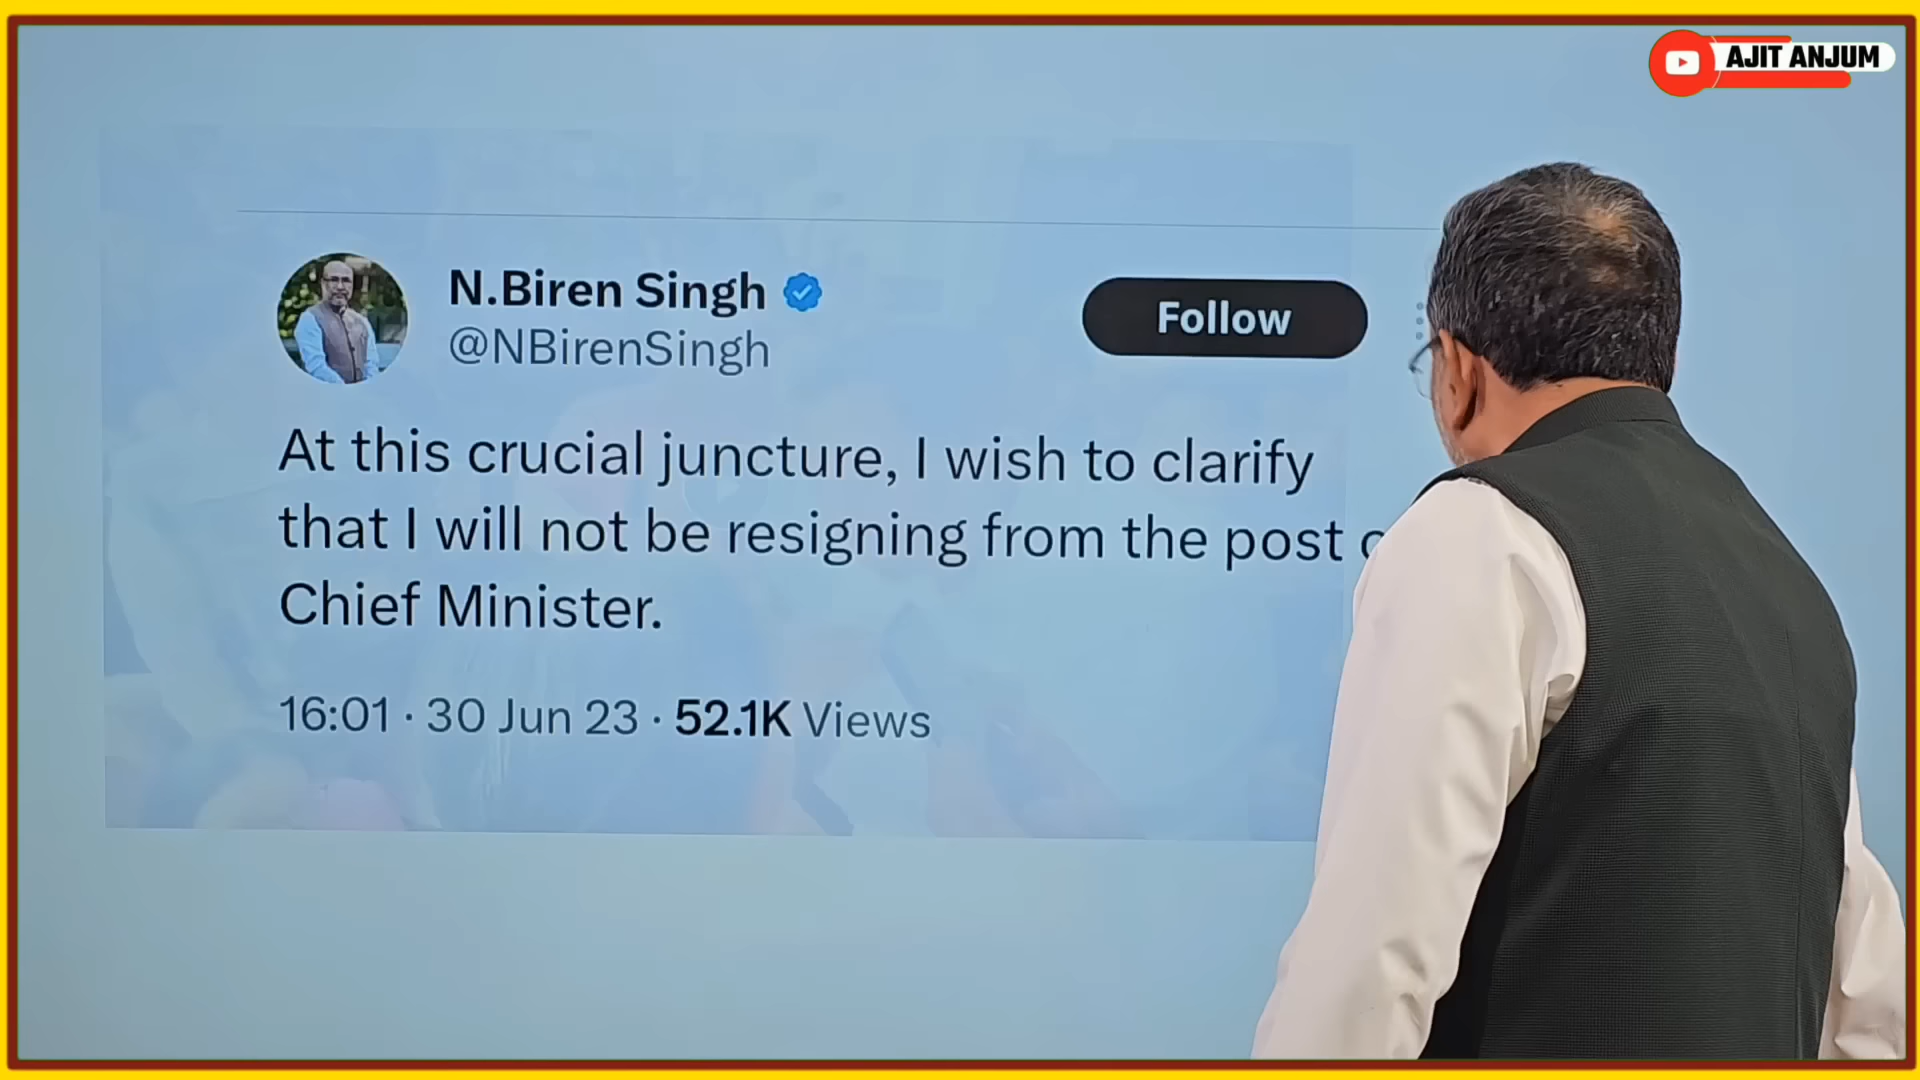 AJIT ANJUM
N.Biren Singh
@NBirenSingh
Follow
At this crucial juncture, I wish to clarify
that I will not be resigning from the post
Chief Minister.
16:01 · 30 Jun 23 · 52.1K Views